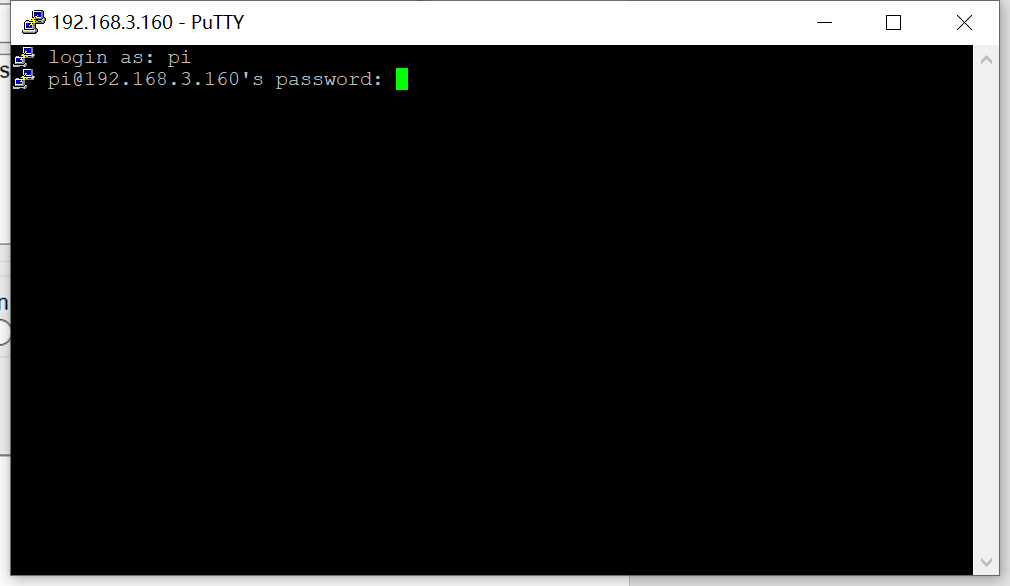 192.168.3.160 - PuTTY
login as: pi
pi@192.168.3.160's password:
s
n